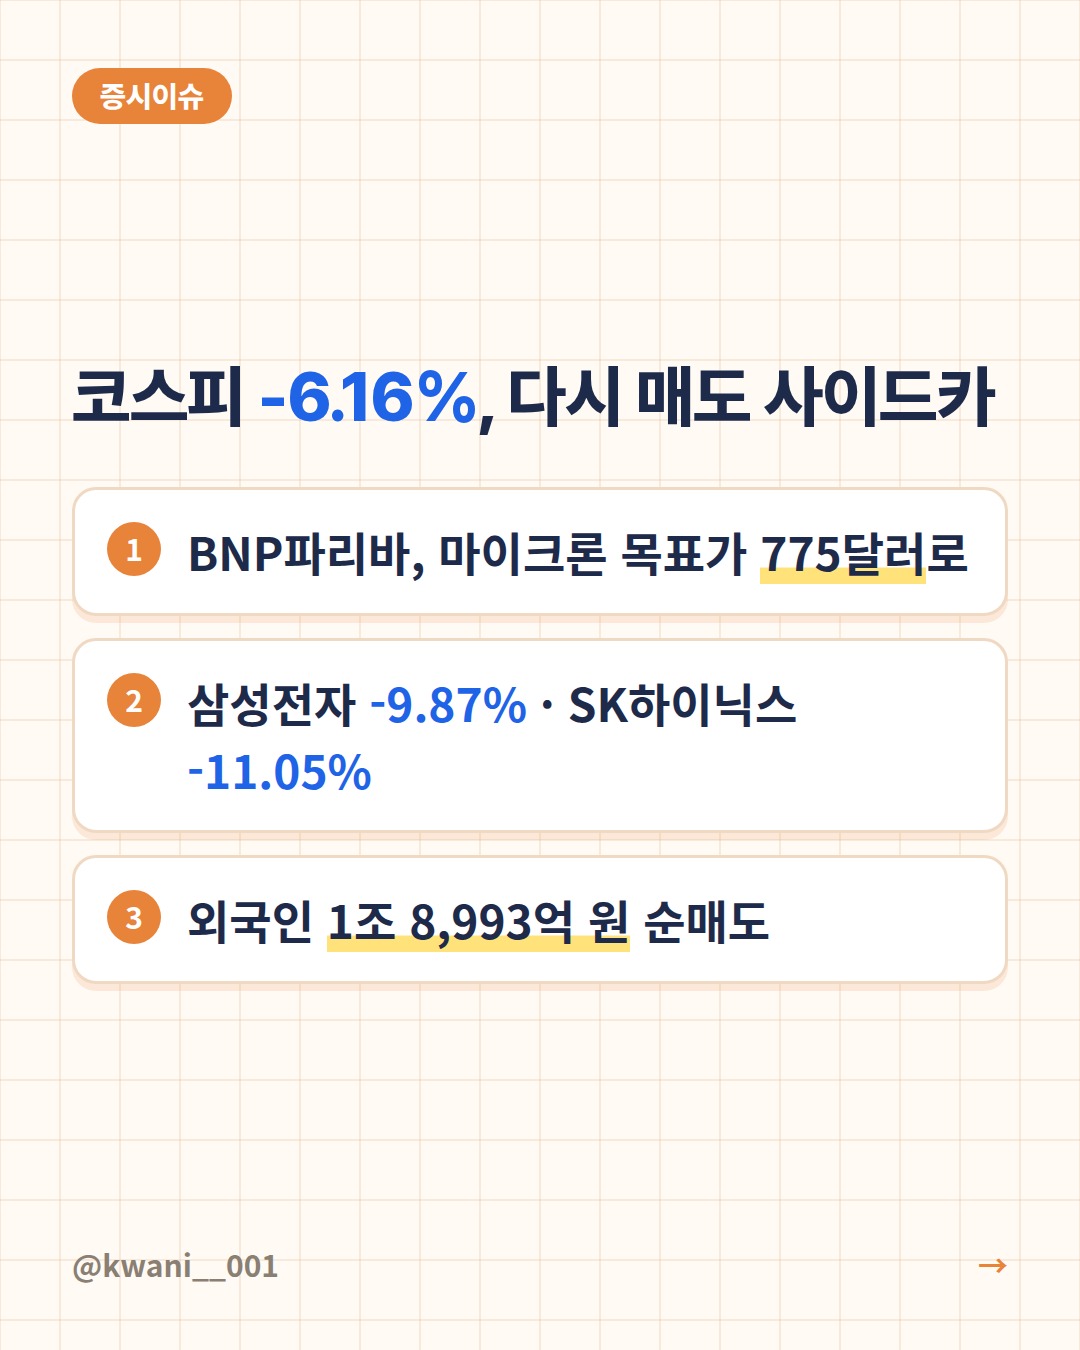 증시이슈
코스피 -6.16%, 다시 매도 사이드카
1 BNP파리바, 마이크론 목표가 775달러로
2 삼성전자 -9.87% · SK하이닉스
-11.05%
3 외국인 1조 8,993억 원 순매도
@kwani__001 →